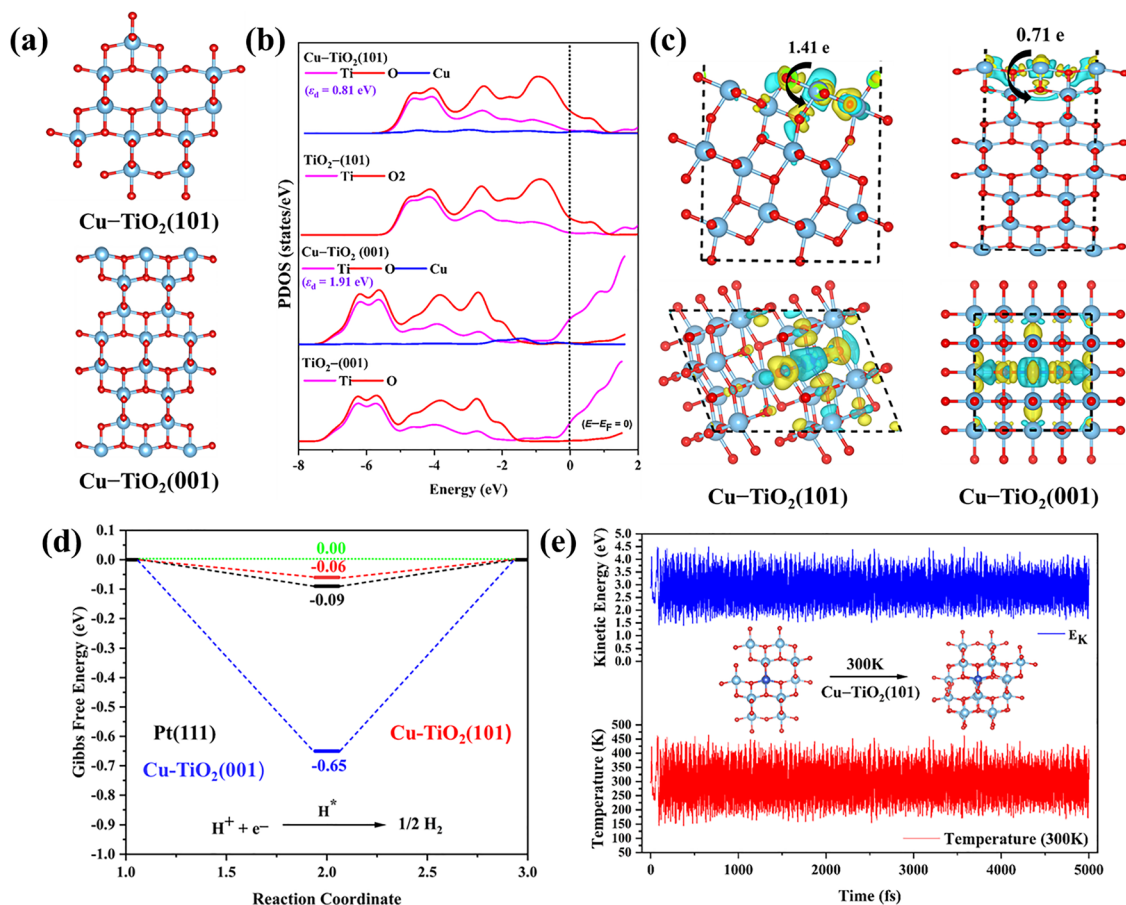 (a)
Cu−TiO2(101)
Cu−TiO2(001)
(b)
PDOS (states/eV)
Cu−TiO2(101)
Ti O Cu
(εd = 0.81 eV)
TiO2−(101)
Ti O2
Cu−TiO2 (001)
Ti O Cu
(εd = 1.91 eV)
TiO2−(001)
Ti O
(E−EF = 0)
-8 -6 -4 -2 0 2
Energy (eV)
(c)
1.41 e
0.71 e
Cu−TiO2(101)
Cu−TiO2(001)
(d)
Gibbs Free Energy (eV)
0.1
0.0
-0.1
-0.2
-0.3
-0.4
-0.5
-0.6
-0.7
-0.8
-0.9
-1.0
0.00
-0.06
-0.09
Pt(111)
Cu-TiO2(101)
Cu-TiO2(001)
-0.65
H+ + e− H* 1/2 H2
1.0 1.5 2.0 2.5 3.0
Reaction Coordinate
(e)
Kinetic Energy (eV)
5.0
4.5
4.0
3.5
3.0
2.5
2.0
1.5
1.0
0.5
0.0
EK
300K
Cu−TiO2(101)
Temperature (K)
500
450
400
350
300
250
200
150
100
50
Temperature (300K)
0 1000 2000 3000 4000 5000
Time (fs)